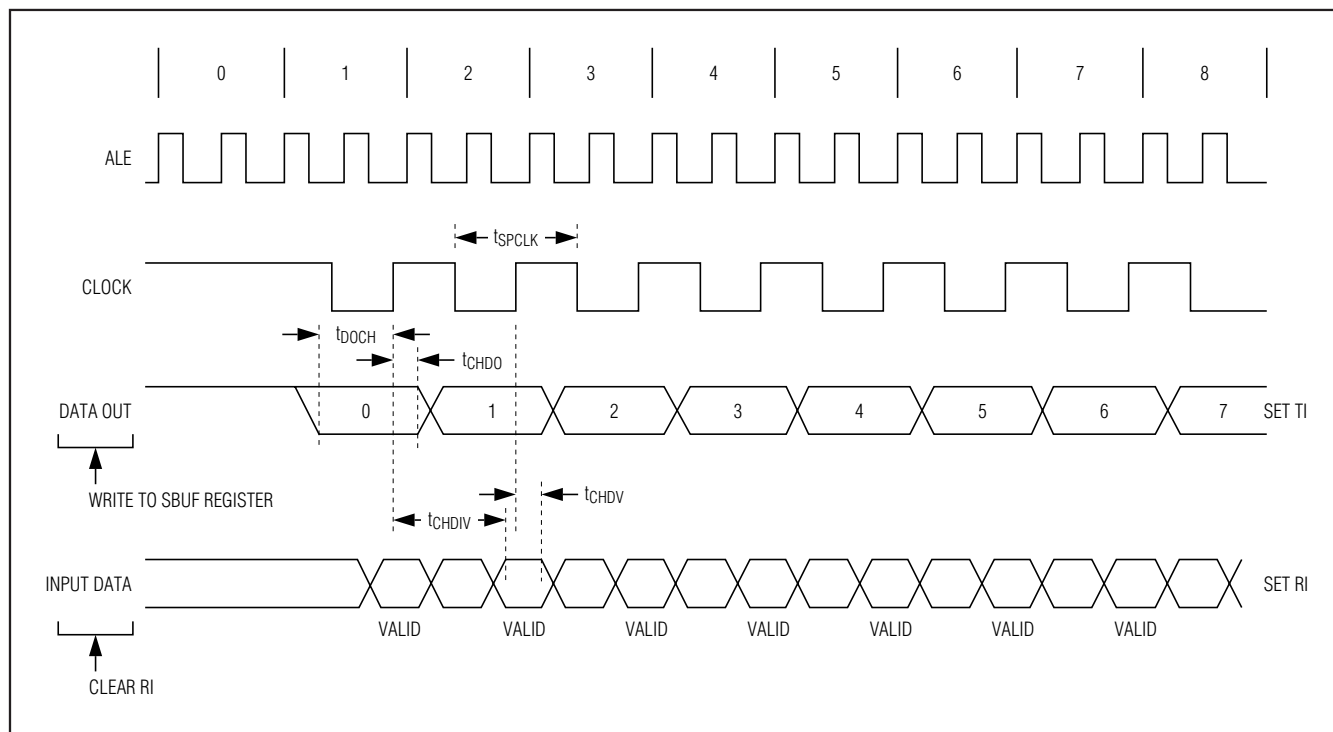 0 1 2 3 4 5 6 7 8
ALE
tSPCLK
CLOCK
tDOCH
tCHDO
DATA OUT 0 1 2 3 4 5 6 7 SET TI
WRITE TO SBUF REGISTER
tCHDV
tCHDIV
INPUT DATA SET RI
VALID VALID VALID VALID VALID VALID VALID
CLEAR RI